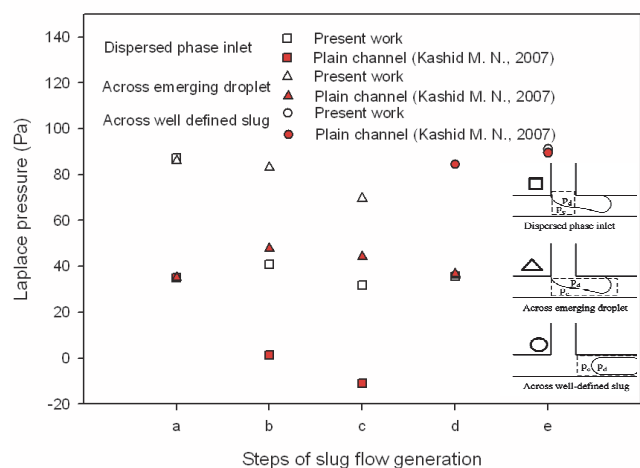 140
120
100
80
60
40
20
0
-20
Laplace pressure (Pa)
Dispersed phase inlet
Present work
Plain channel (Kashid M. N., 2007)
Across emerging droplet
Present work
Plain channel (Kashid M. N., 2007)
Across well defined slug
Present work
Plain channel (Kashid M. N., 2007)
Pd
Pc
Dispersed phase inlet
Pd
Pc
Across emerging droplet
Pc Pd
Across well-defined slug
a b c d e
Steps of slug flow generation